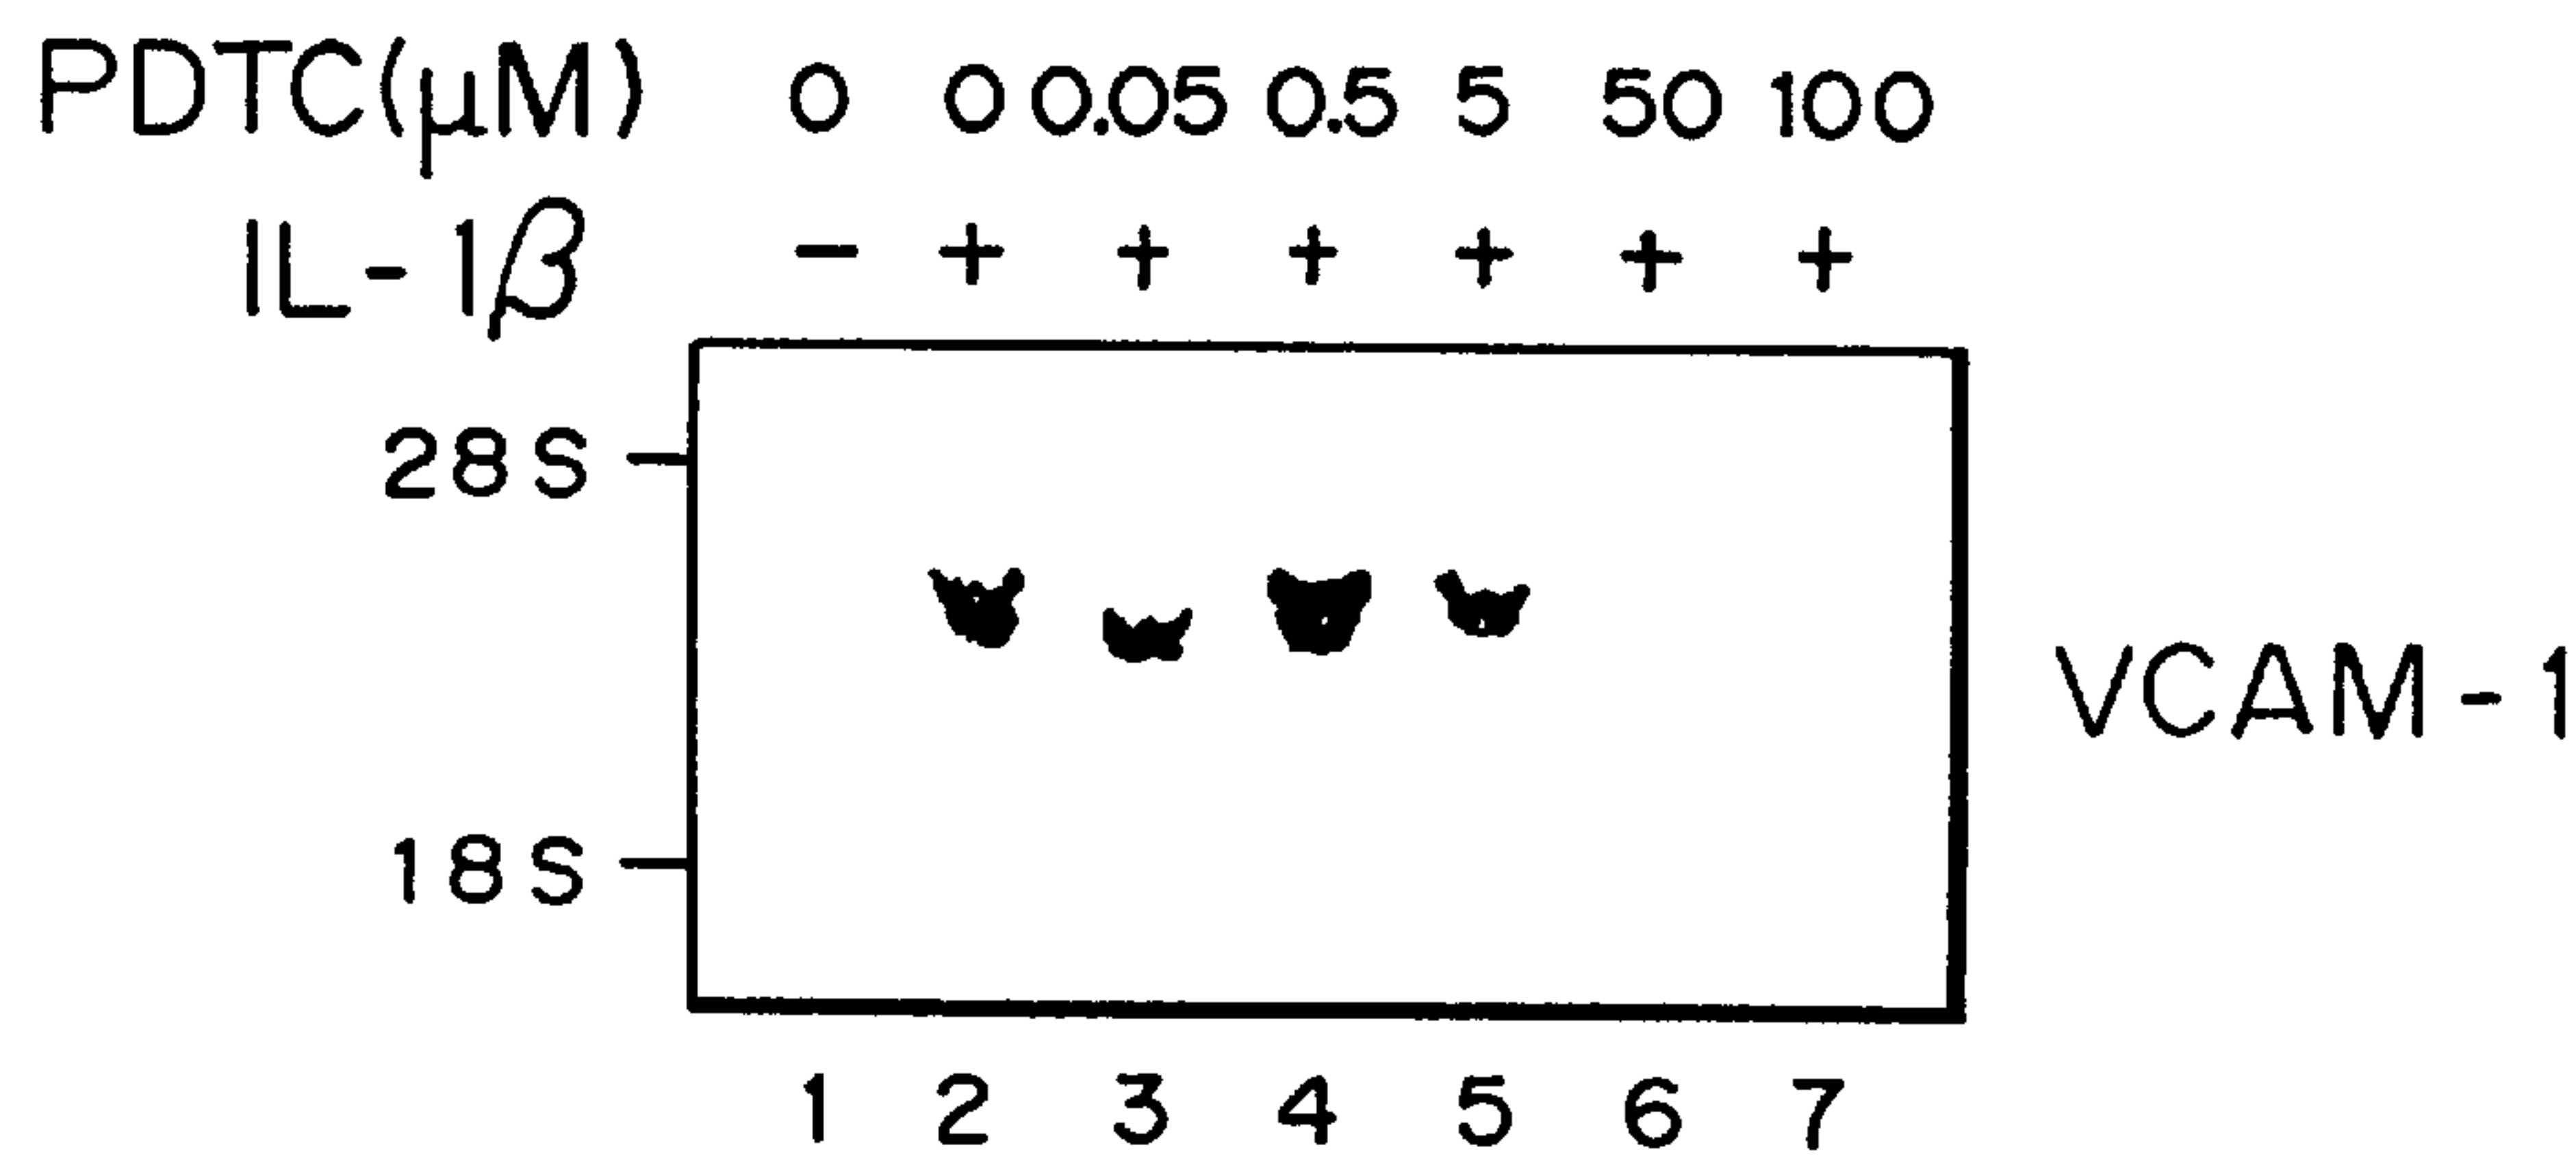 PDTC(μM) 0 0 0.05 0.5 5 50 100
IL-1β - + + + + + +
28S
VCAM-1
18S
1 2 3 4 5 6 7